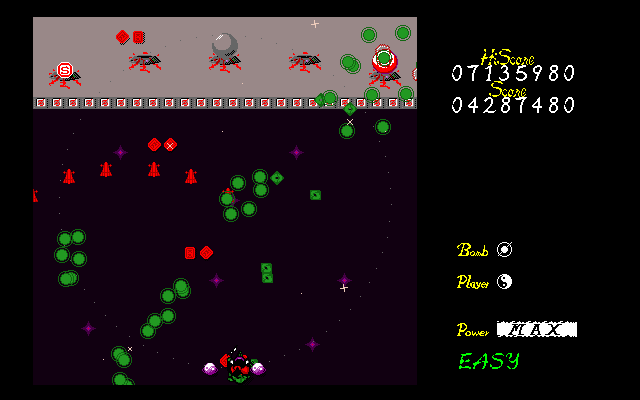 HiScore
07135980
Score
04287480
S
Bomb
Player
Power MAX
EASY